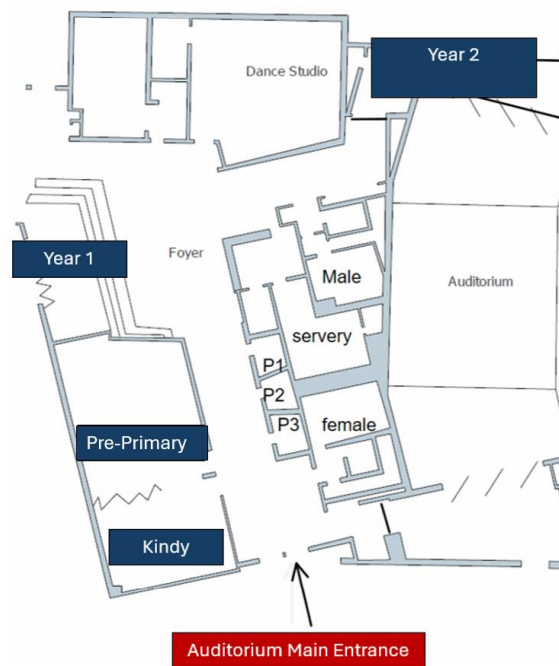 Year 2
Dance Studio
Year 1
Foyer
Male
Auditorium
servery
P1
P2
P3
female
Pre-Primary
Kindy
Auditorium Main Entrance